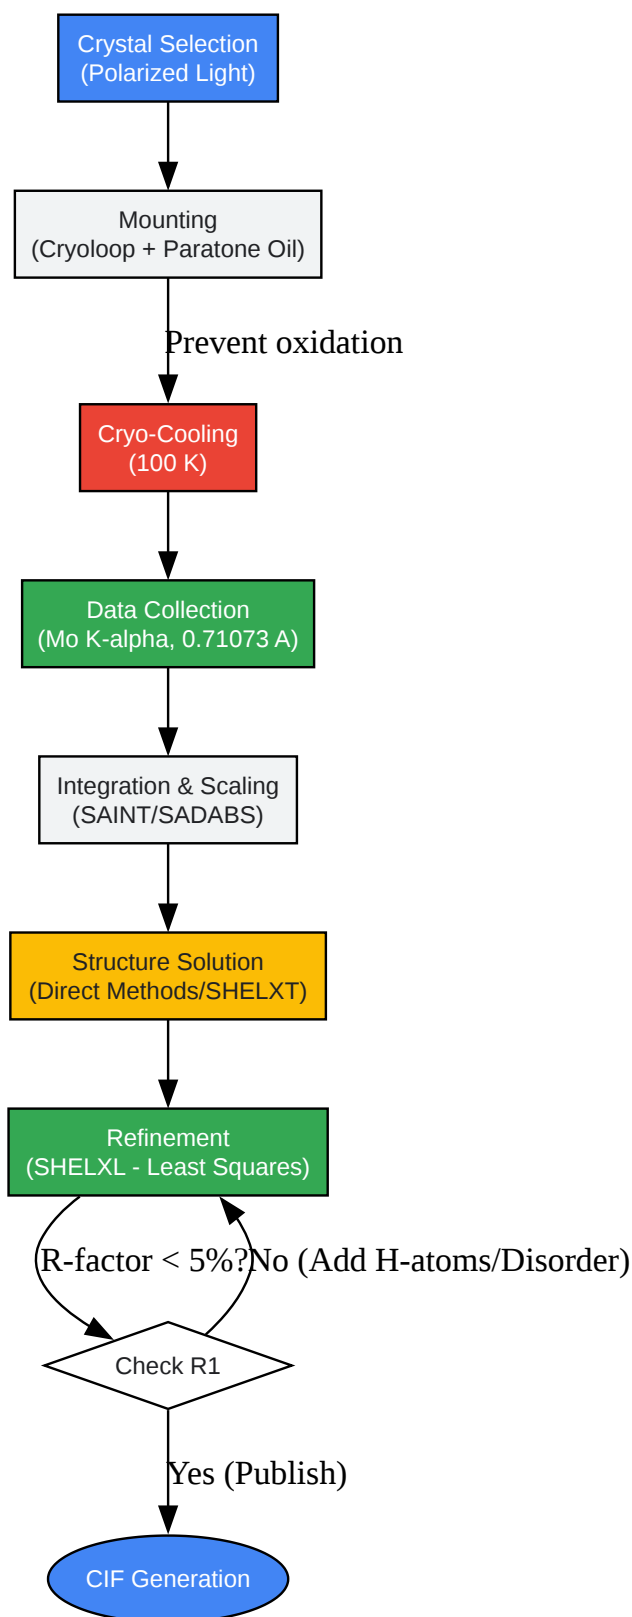 Crystal Selection
(Polarized Light)
Mounting
(Cryoloop + Paratone Oil)
Prevent oxidation
Cryo-Cooling
(100 K)
Data Collection
(Mo K-alpha, 0.71073 A)
Integration & Scaling
(SAINT/SADABS)
Structure Solution
(Direct Methods/SHELXT)
Refinement
(SHELXL - Least Squares)
R-factor < 5%?
No (Add H-atoms/Disorder)
Check R1
Yes (Publish)
CIF Generation